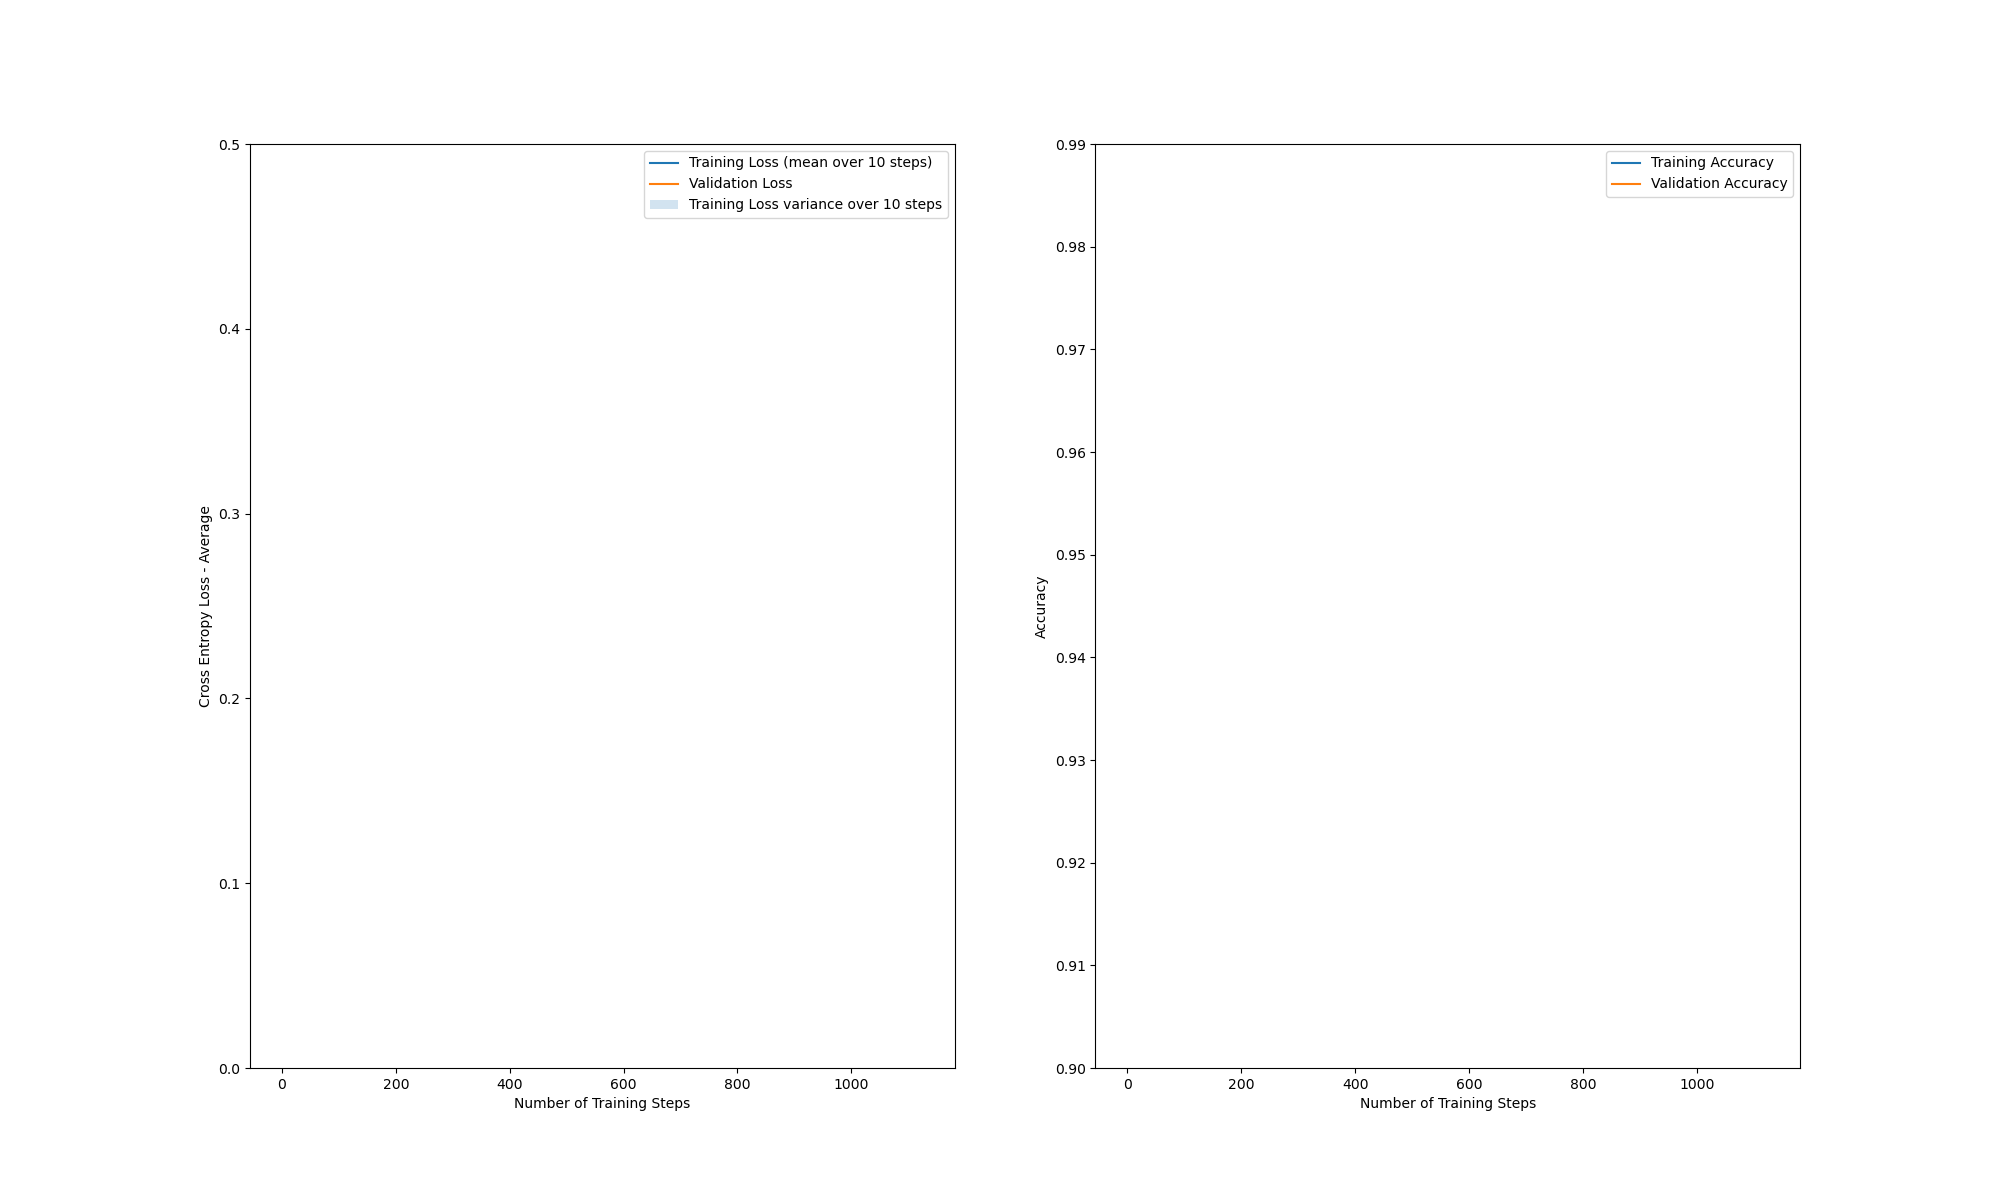 0.5
0.4
0.3
0.2
0.1
0.0
Cross Entropy Loss - Average
Training Loss (mean over 10 steps)
Validation Loss
Training Loss variance over 10 steps
0 200 400 600 800 1000
Number of Training Steps
0.99
0.98
0.97
0.96
0.95
0.94
0.93
0.92
0.91
0.90
Accuracy
Training Accuracy
Validation Accuracy
0 200 400 600 800 1000
Number of Training Steps